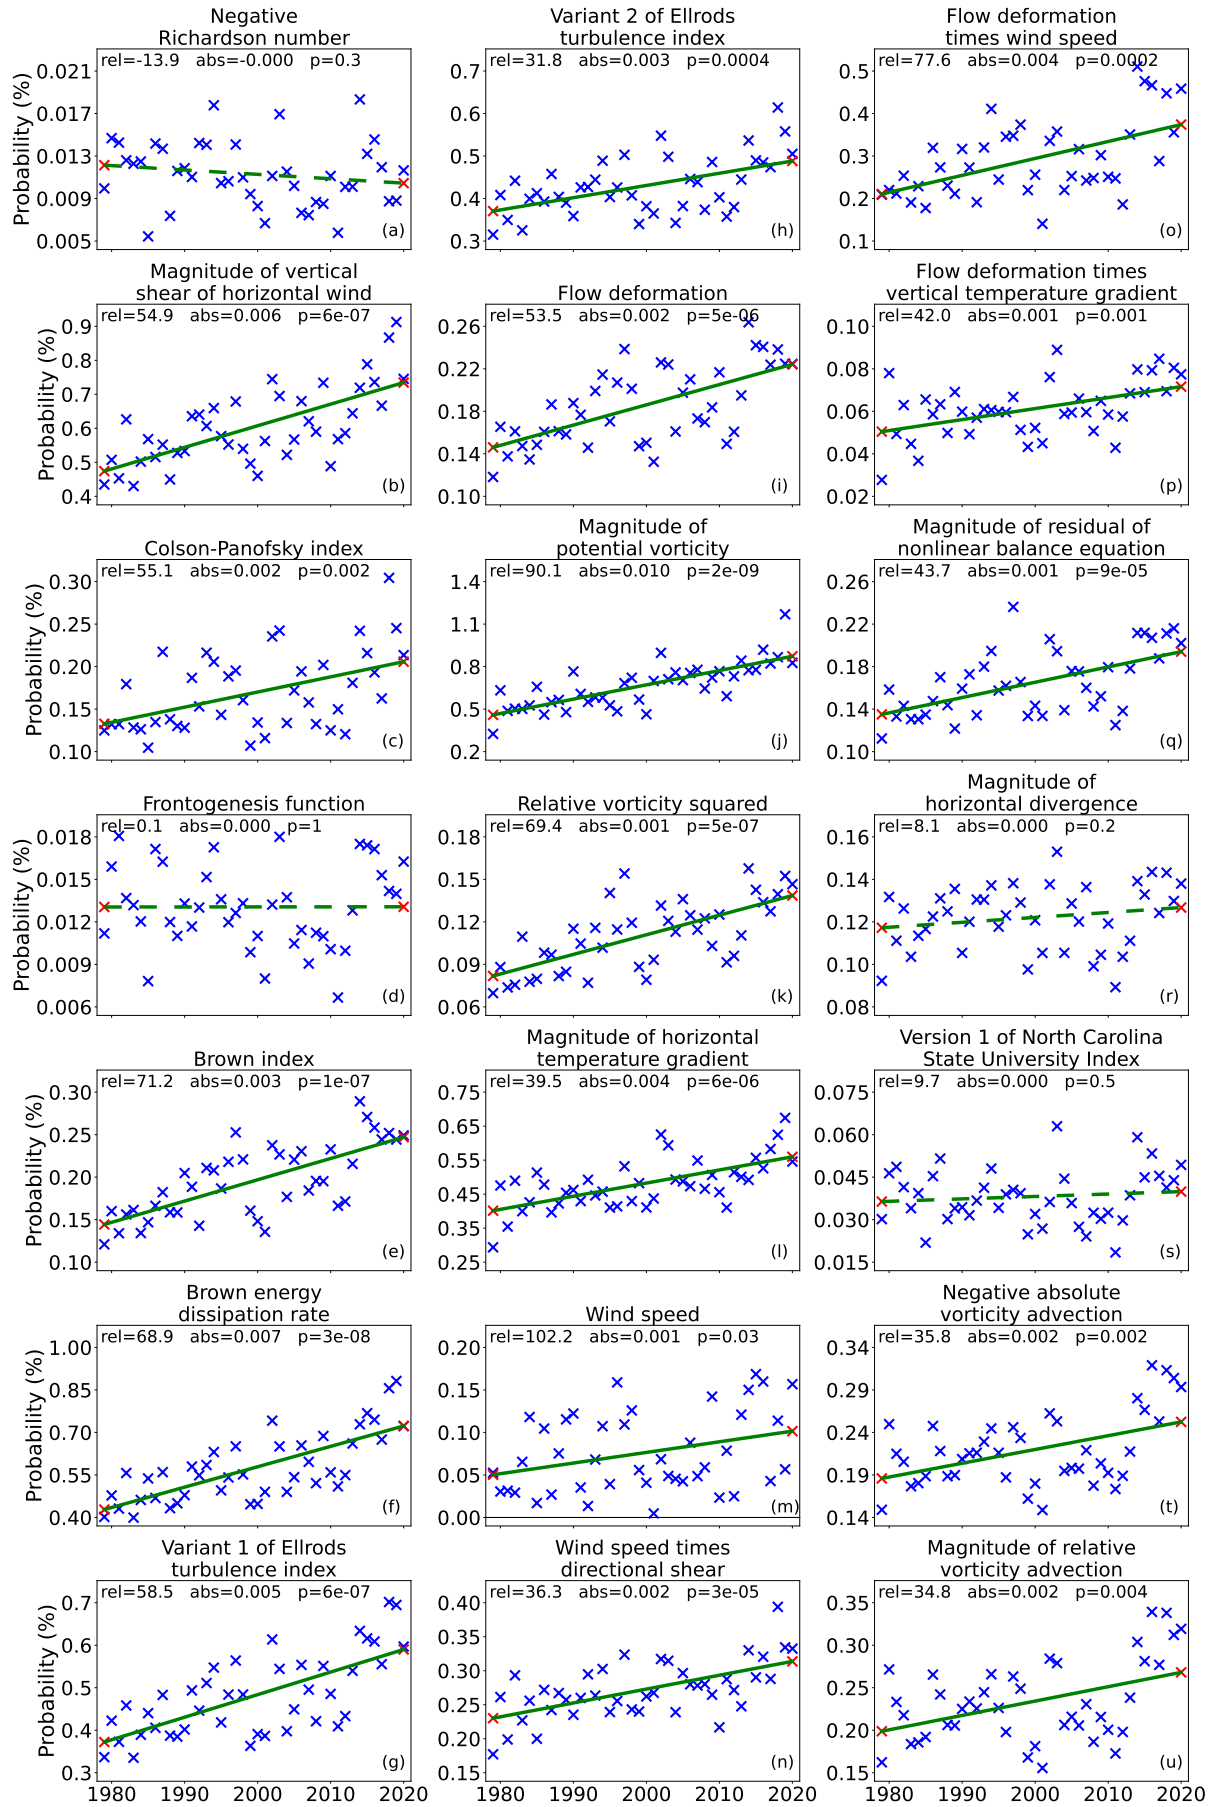 Negative
Richardson number
rel=-13.9 abs=-0.000 p=0.3
Probability (%)
0.021
0.017
0.013
0.009
0.005
(a)
Variant 2 of Ellrods
turbulence index
rel=31.8 abs=0.003 p=0.0004
0.7
0.6
0.5
0.4
0.3
(h)
Flow deformation
times wind speed
rel=77.6 abs=0.004 p=0.0002
0.5
0.4
0.3
0.2
0.1
(o)
Magnitude of vertical
shear of horizontal wind
rel=54.9 abs=0.006 p=6e-07
Probability (%)
0.9
0.8
0.7
0.6
0.5
0.4
(b)
Flow deformation
rel=53.5 abs=0.002 p=5e-06
0.26
0.22
0.18
0.14
0.10
(i)
Flow deformation times
vertical temperature gradient
rel=42.0 abs=0.001 p=0.001
0.10
0.08
0.06
0.04
0.02
(p)
Colson-Panofsky index
rel=55.1 abs=0.002 p=0.002
Probability (%)
0.30
0.25
0.20
0.15
0.10
(c)
Magnitude of
potential vorticity
rel=90.1 abs=0.010 p=2e-09
1.4
1.1
0.8
0.5
0.2
(j)
Magnitude of residual of
nonlinear balance equation
rel=43.7 abs=0.001 p=9e-05
0.26
0.22
0.18
0.14
0.10
(q)
Frontogenesis function
rel=0.1 abs=0.000 p=1
Probability (%)
0.018
0.015
0.012
0.009
0.006
(d)
Relative vorticity squared
rel=69.4 abs=0.001 p=5e-07
0.18
0.15
0.12
0.09
0.06
(k)
Magnitude of
horizontal divergence
rel=8.1 abs=0.000 p=0.2
0.16
0.14
0.12
0.10
0.08
(r)
Brown index
rel=71.2 abs=0.003 p=1e-07
Probability (%)
0.30
0.25
0.20
0.15
0.10
(e)
Magnitude of horizontal
temperature gradient
rel=39.5 abs=0.004 p=6e-06
0.75
0.65
0.55
0.45
0.35
0.25
(l)
Version 1 of North Carolina
State University Index
rel=9.7 abs=0.000 p=0.5
0.075
0.060
0.045
0.030
0.015
(s)
Brown energy
dissipation rate
rel=68.9 abs=0.007 p=3e-08
Probability (%)
1.00
0.85
0.70
0.55
0.40
(f)
Wind speed
rel=102.2 abs=0.001 p=0.03
0.20
0.15
0.10
0.05
0.00
(m)
Negative absolute
vorticity advection
rel=35.8 abs=0.002 p=0.002
0.34
0.29
0.24
0.19
0.14
(t)
Variant 1 of Ellrods
turbulence index
rel=58.5 abs=0.005 p=6e-07
Probability (%)
0.7
0.6
0.5
0.4
0.3
(g)
1980 1990 2000 2010 2020
Wind speed times
directional shear
rel=36.3 abs=0.002 p=3e-05
0.40
0.35
0.30
0.25
0.20
0.15
(n)
1980 1990 2000 2010 2020
Magnitude of relative
vorticity advection
rel=34.8 abs=0.002 p=0.004
0.35
0.30
0.25
0.20
0.15
(u)
1980 1990 2000 2010 2020